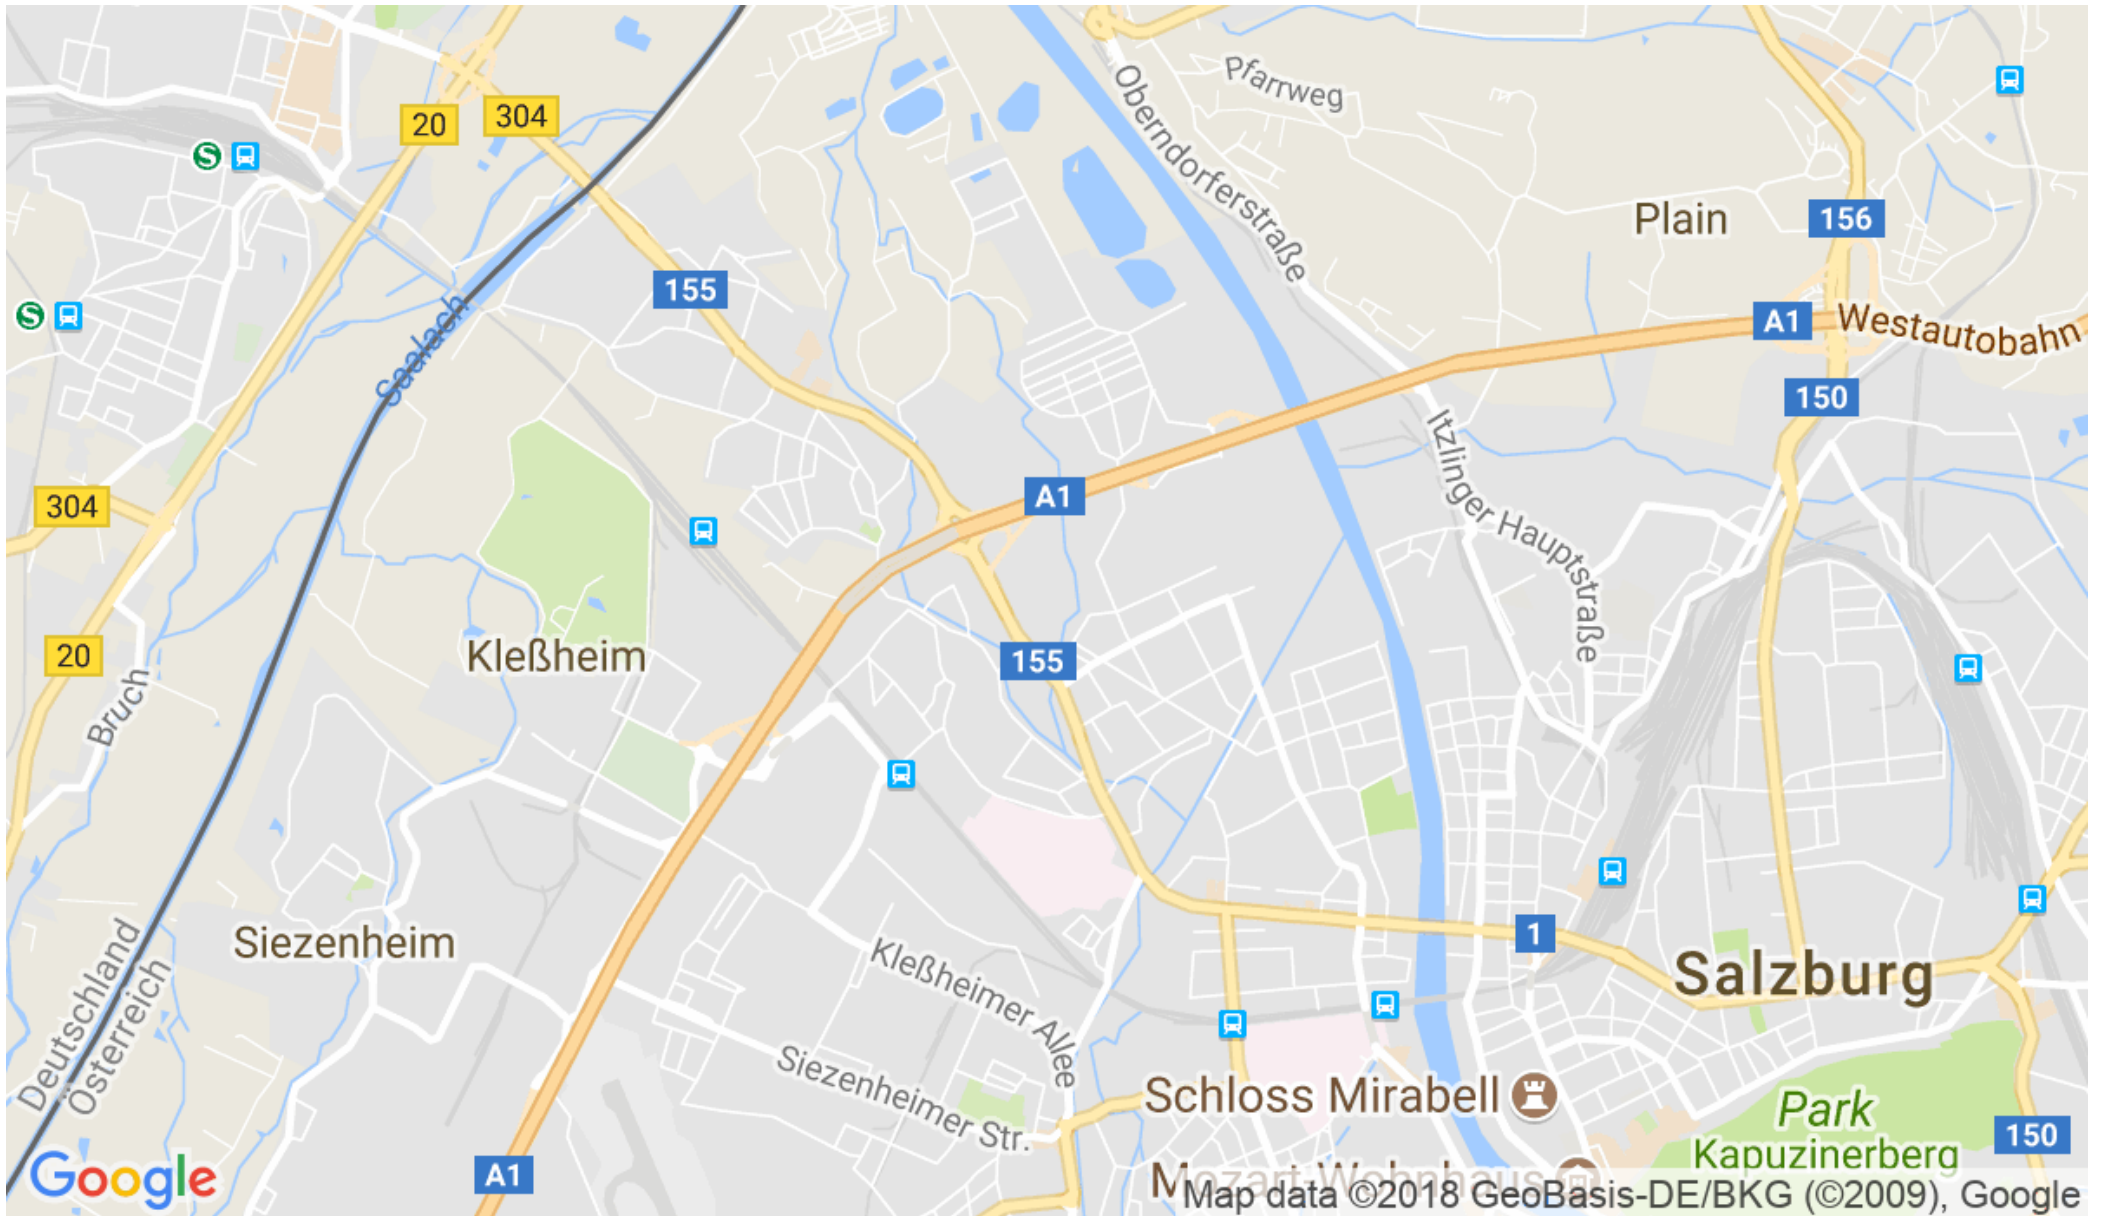 Pfarrweg
20
304
Oberndorferstraße
S
Plain
156
155
S
A1
Westautobahn
Saalach
150
Itzlinger Hauptstraße
304
A1
20
Kleßheim
155
Bruch
Siezenheim
1
Salzburg
Kleßheimer Allee
Deutschland
Österreich
Siezenheimer Str.
Schloss Mirabell
Park
Kapuzinerberg
150
A1
Google
Mozart-Wohnhaus
Map data ©2018 GeoBasis-DE/BKG (©2009), Google